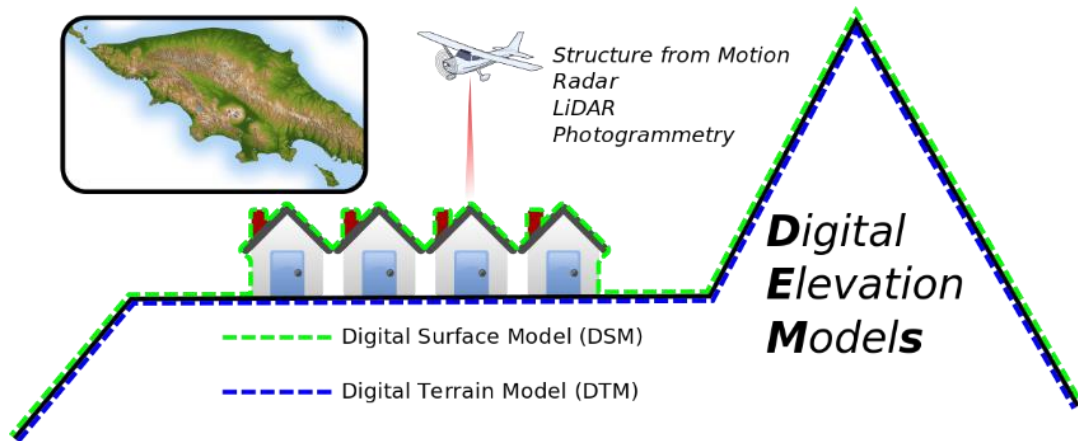 Structure from Motion
Radar
LiDAR
Photogrammetry
Digital
Elevation
Models
Digital Surface Model (DSM)
Digital Terrain Model (DTM)